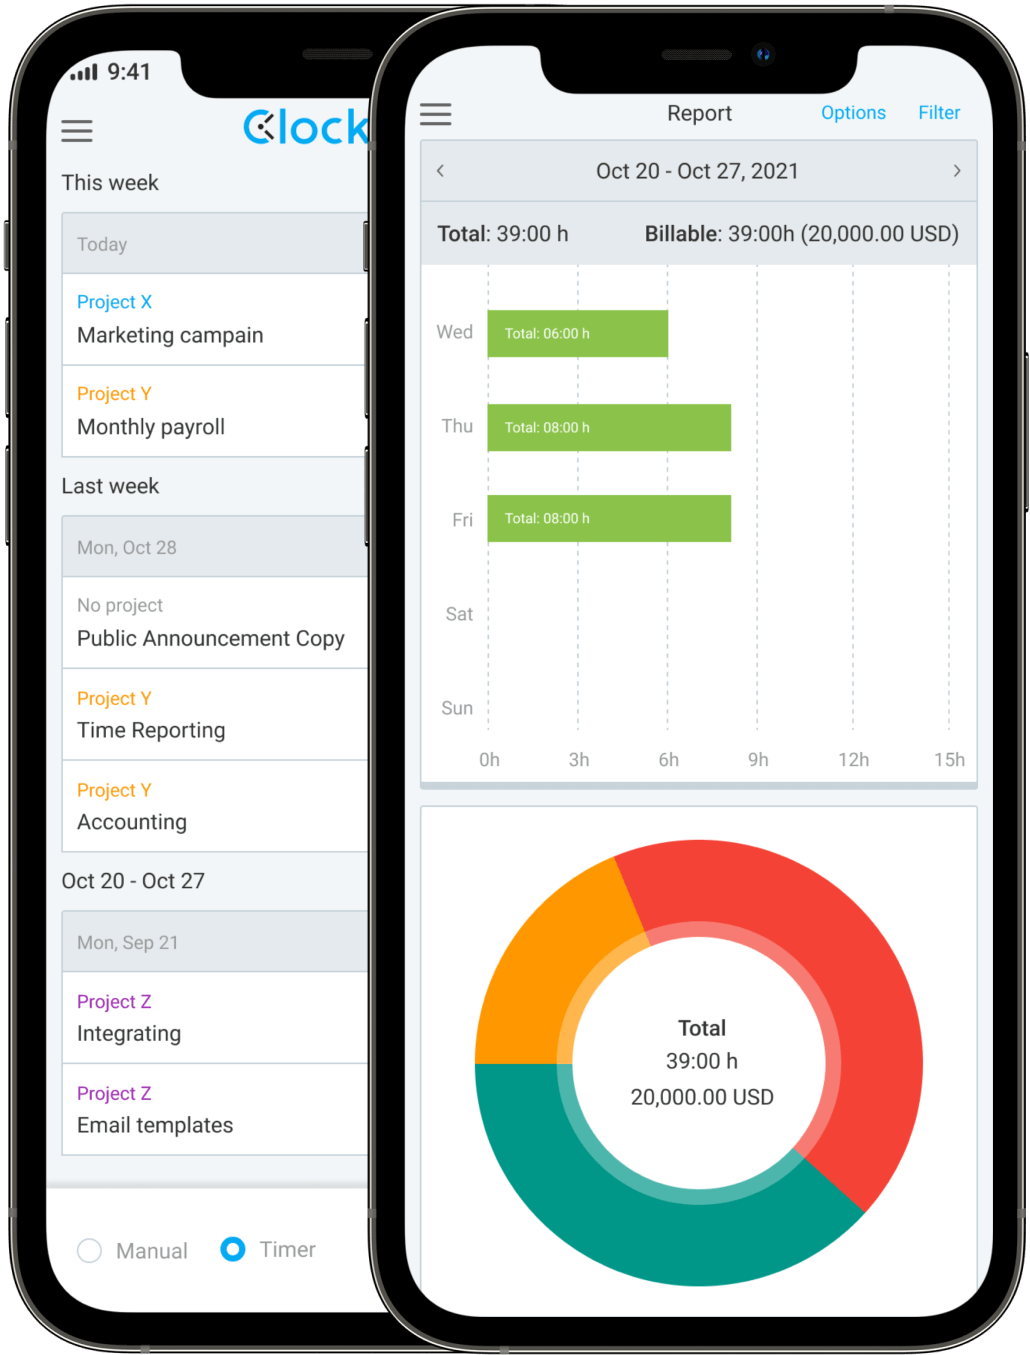 9:41
Clock
This week
Today
Project X
Marketing campain
Project Y
Monthly payroll
Last week
Mon, Oct 28
No project
Public Announcement Copy
Project Y
Time Reporting
Project Y
Accounting
Oct 20 - Oct 27
Mon, Sep 21
Project Z
Integrating
Project Z
Email templates
Manual Timer
Report Options Filter
Oct 20 - Oct 27, 2021
Total: 39:00 h Billable: 39:00h (20,000.00 USD)
Wed Total: 06:00 h
Thu Total: 08:00 h
Fri Total: 08:00 h
Sat
Sun
0h 3h 6h 9h 12h 15h
Total
39:00 h
20,000.00 USD